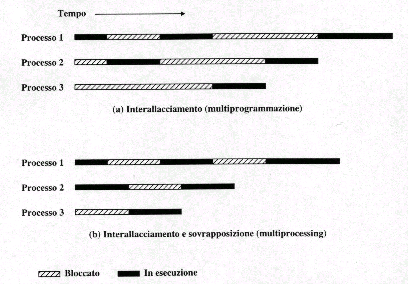 Tempo
Processo 1
Processo 2
Processo 3
(a) Interallacciamento (multiprogrammazione)
Processo 1
Processo 2
Processo 3
(b) Interallacciamento e sovrapposizione (multiprocessing)
Bloccato In esecuzione